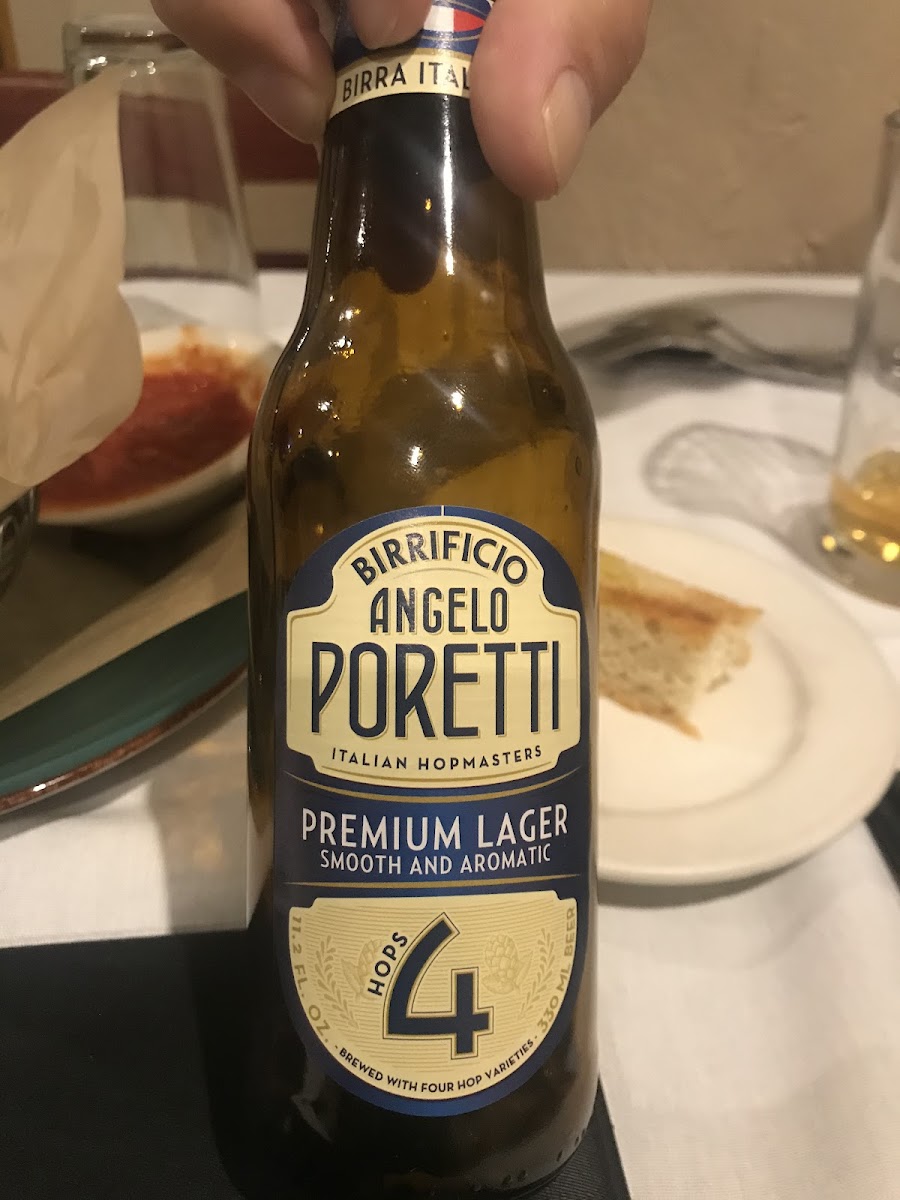 BIRRA
BIRRIFICIO
ANGELO
PORETTI
ITALIAN HOPMASTERS
PREMIUM LAGER
SMOOTH AND AROMATIC
HOPS
4
11.2 FL. OZ.
330 ML BEER
- BREWED WITH FOUR HOP VARIETIES -